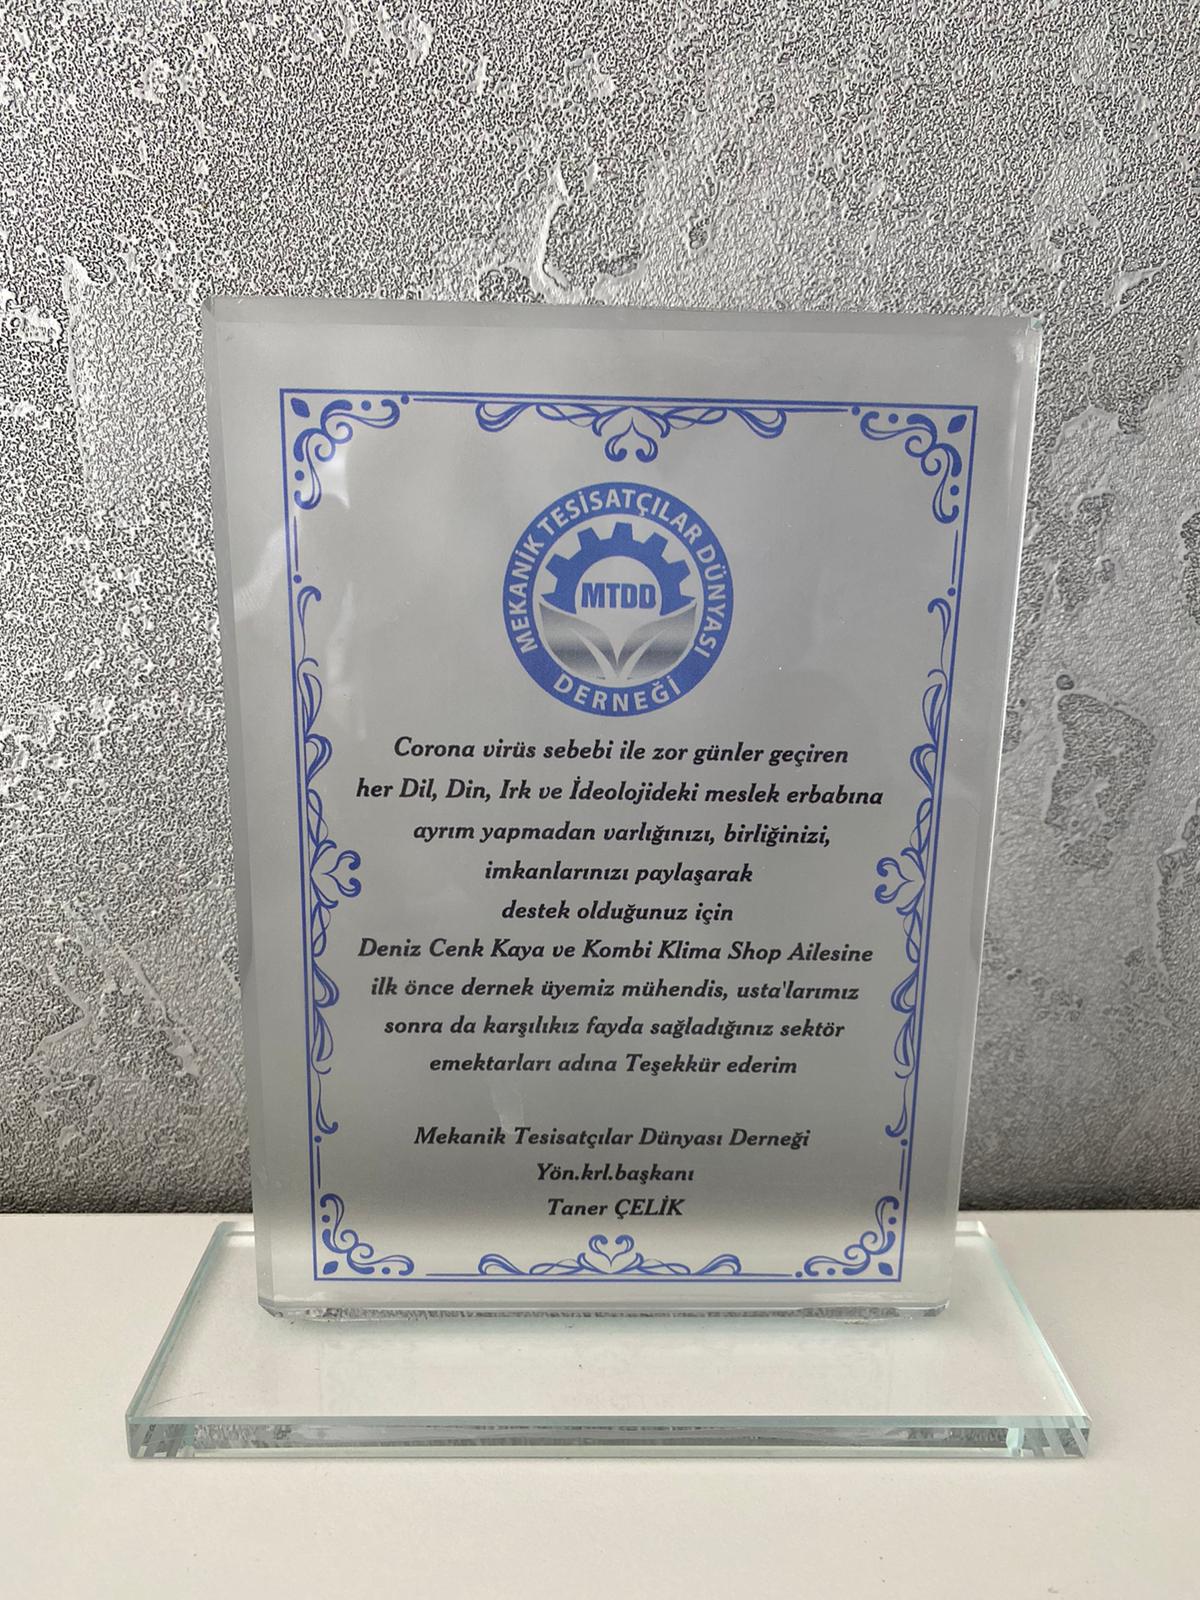 MEKANİK TESİSATÇILAR DÜNYASI
MTDD
DERNEĞİ
Corona virüs sebebi ile zor günler geçiren
her Dil, Din, Irk ve İdeolojideki meslek erbabına
ayrım yapmadan varlığınızı, birliğinizi,
imkanlarınızı paylaşarak
destek olduğunuz için
Deniz Cenk Kaya ve Kombi Klima Shop Ailesine
ilk önce dernek üyemiz mühendis, usta'larımız
sonra da karşılıkız fayda sağladığınız sektör
emektarları adına Teşekkür ederim
Mekanik Tesisatçılar Dünyası Derneği
Yön.krl.başkanı
Taner ÇELİK